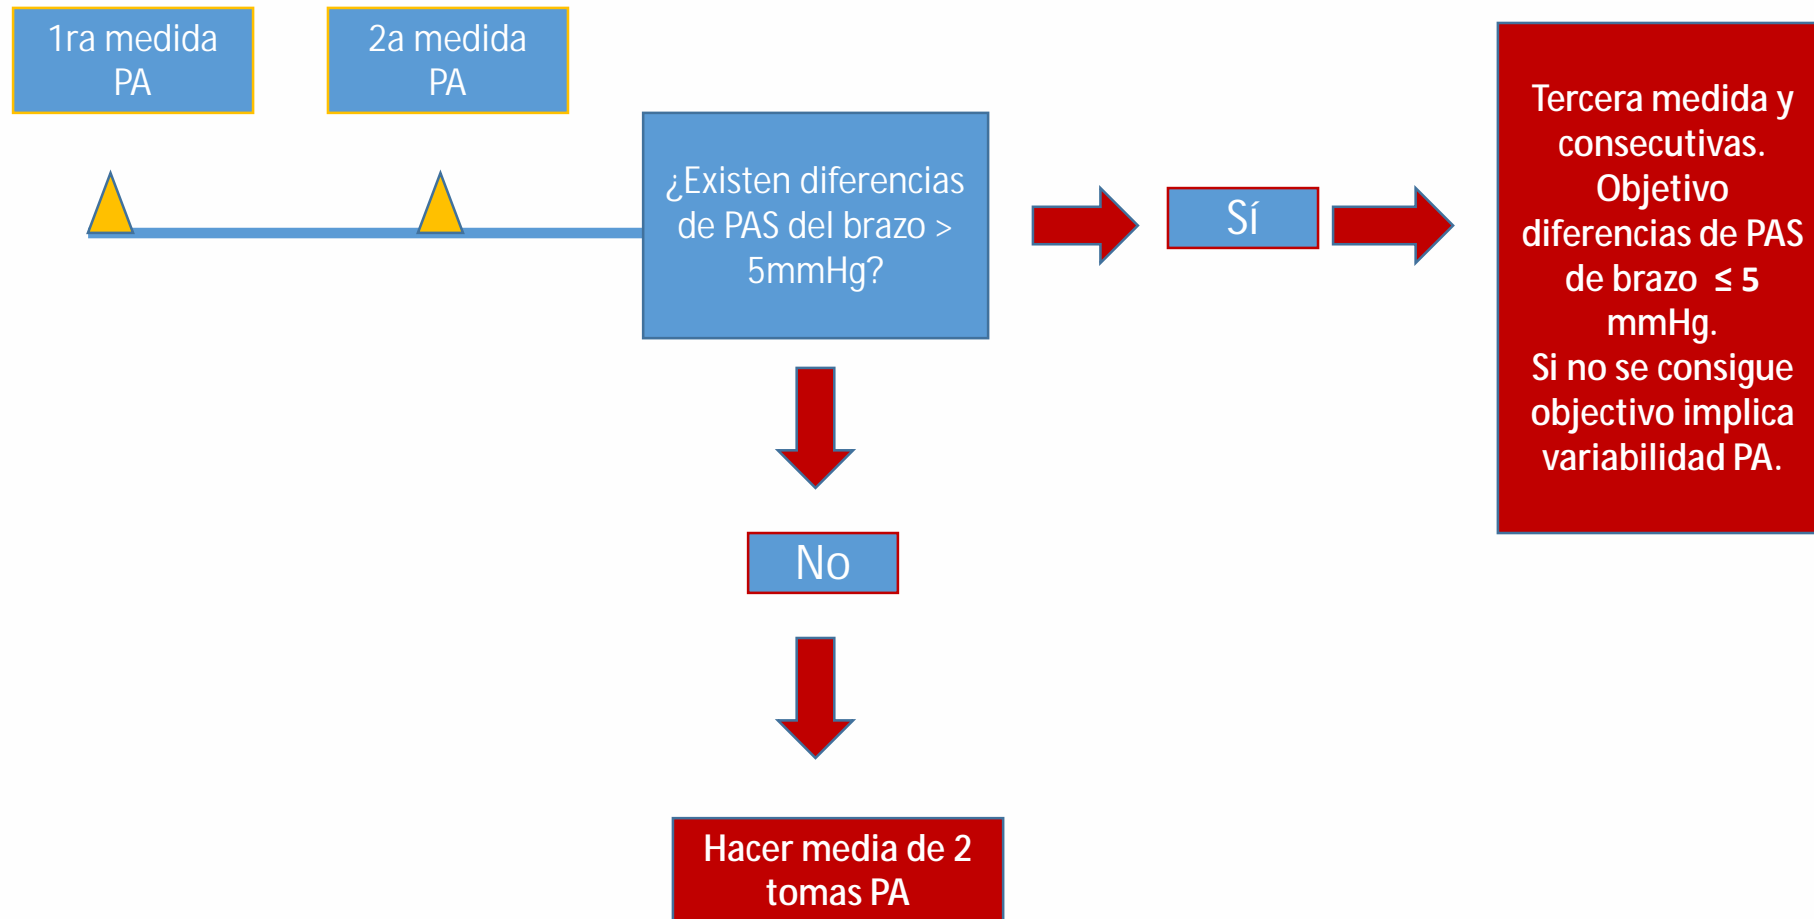 1ra medida
PA
2a medida
PA
¿Existen diferencias
de PAS del brazo >
5mmHg?
Sí
Tercera medida y
consecutivas.
Objetivo
diferencias de PAS
de brazo ≤ 5
mmHg.
Si no se consigue
objectivo implica
variabilidad PA.
No
Hacer media de 2
tomas PA